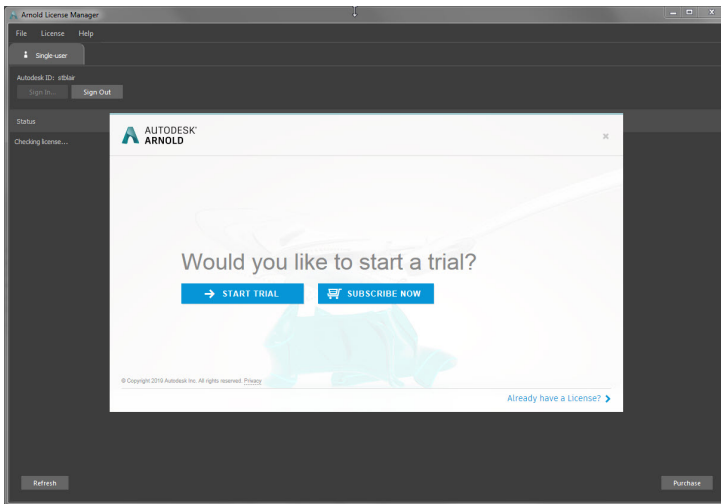 Arnold License Manager
File License Help
Single-user
Autodesk ID: stblair
Sign In... Sign Out
Status
Checking license...
AUTODESK®
ARNOLD
Would you like to start a trial?
START TRIAL SUBSCRIBE NOW
© Copyright 2019 Autodesk Inc. All rights reserved. Privacy
Already have a License?
Refresh Purchase